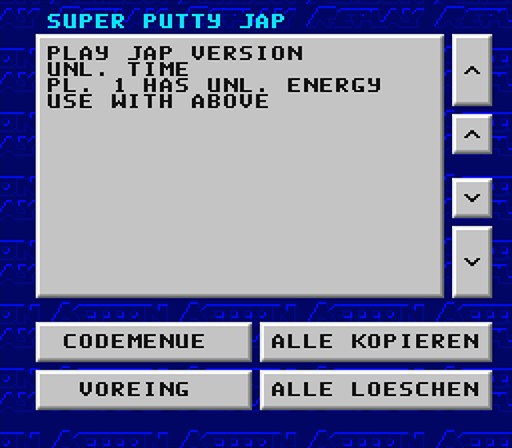 SUPER PUTTY JAP
PLAY JAP VERSION
UNL. TIME
PL. 1 HAS UNL. ENERGY
USE WITH ABOVE
CODEMENUE
ALLE KOPIEREN
VOREING
ALLE LOESCHEN